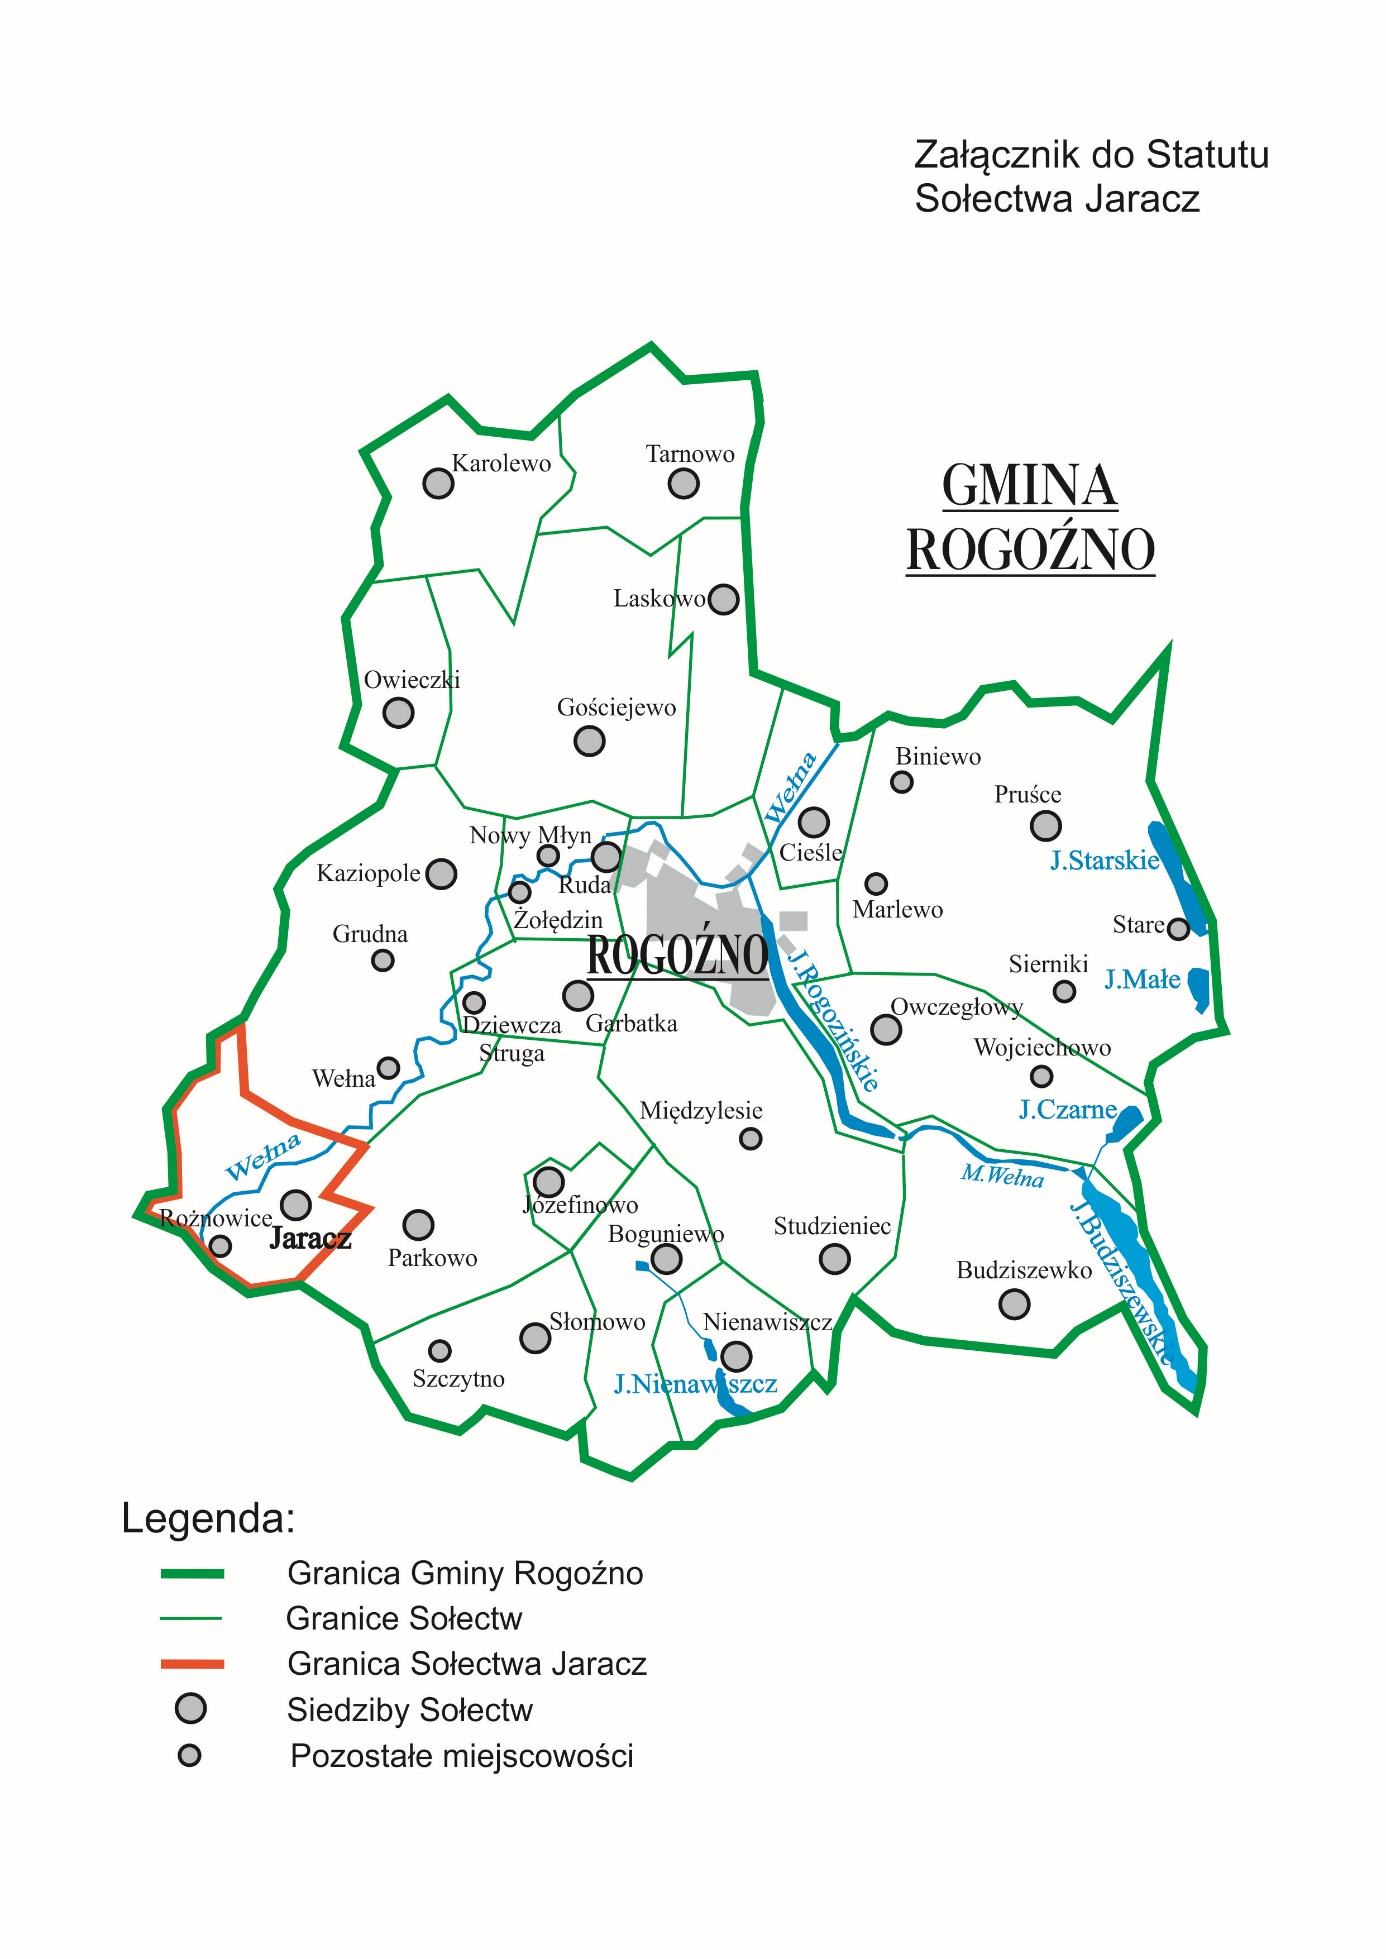 Załącznik do Statutu
Sołectwa Jaracz
GMINA
ROGOŹNO
Karolewo
Tarnowo
Laskowo
Owieczki
Gościejewo
Wełna
Biniewo
Pruśce
Nowy Młyn
Cieśle
J.Starskie
Kaziopole
Ruda
Marlewo
Żołędzin
Stare
Grudna
ROGOŹNO
Sierniki
J.Małe
J.Rogozińskie
Owczegłowy
Dziewcza
Struga
Garbatka
Wojciechowo
Wełna
J.Czarne
Międzylesie
Wełna
M.Wełna
Józefinowo
Rożnowice
Jaracz
Parkowo
Boguniewo
Studzieniec
J.Budziszewskie
Budziszewko
Słomowo
Nienawiszcz
Szczytno
J.Nienawiszcz
Legenda:
Granica Gminy Rogoźno
Granice Sołectw
Granica Sołectwa Jaracz
Siedziby Sołectw
Pozostałe miejscowości